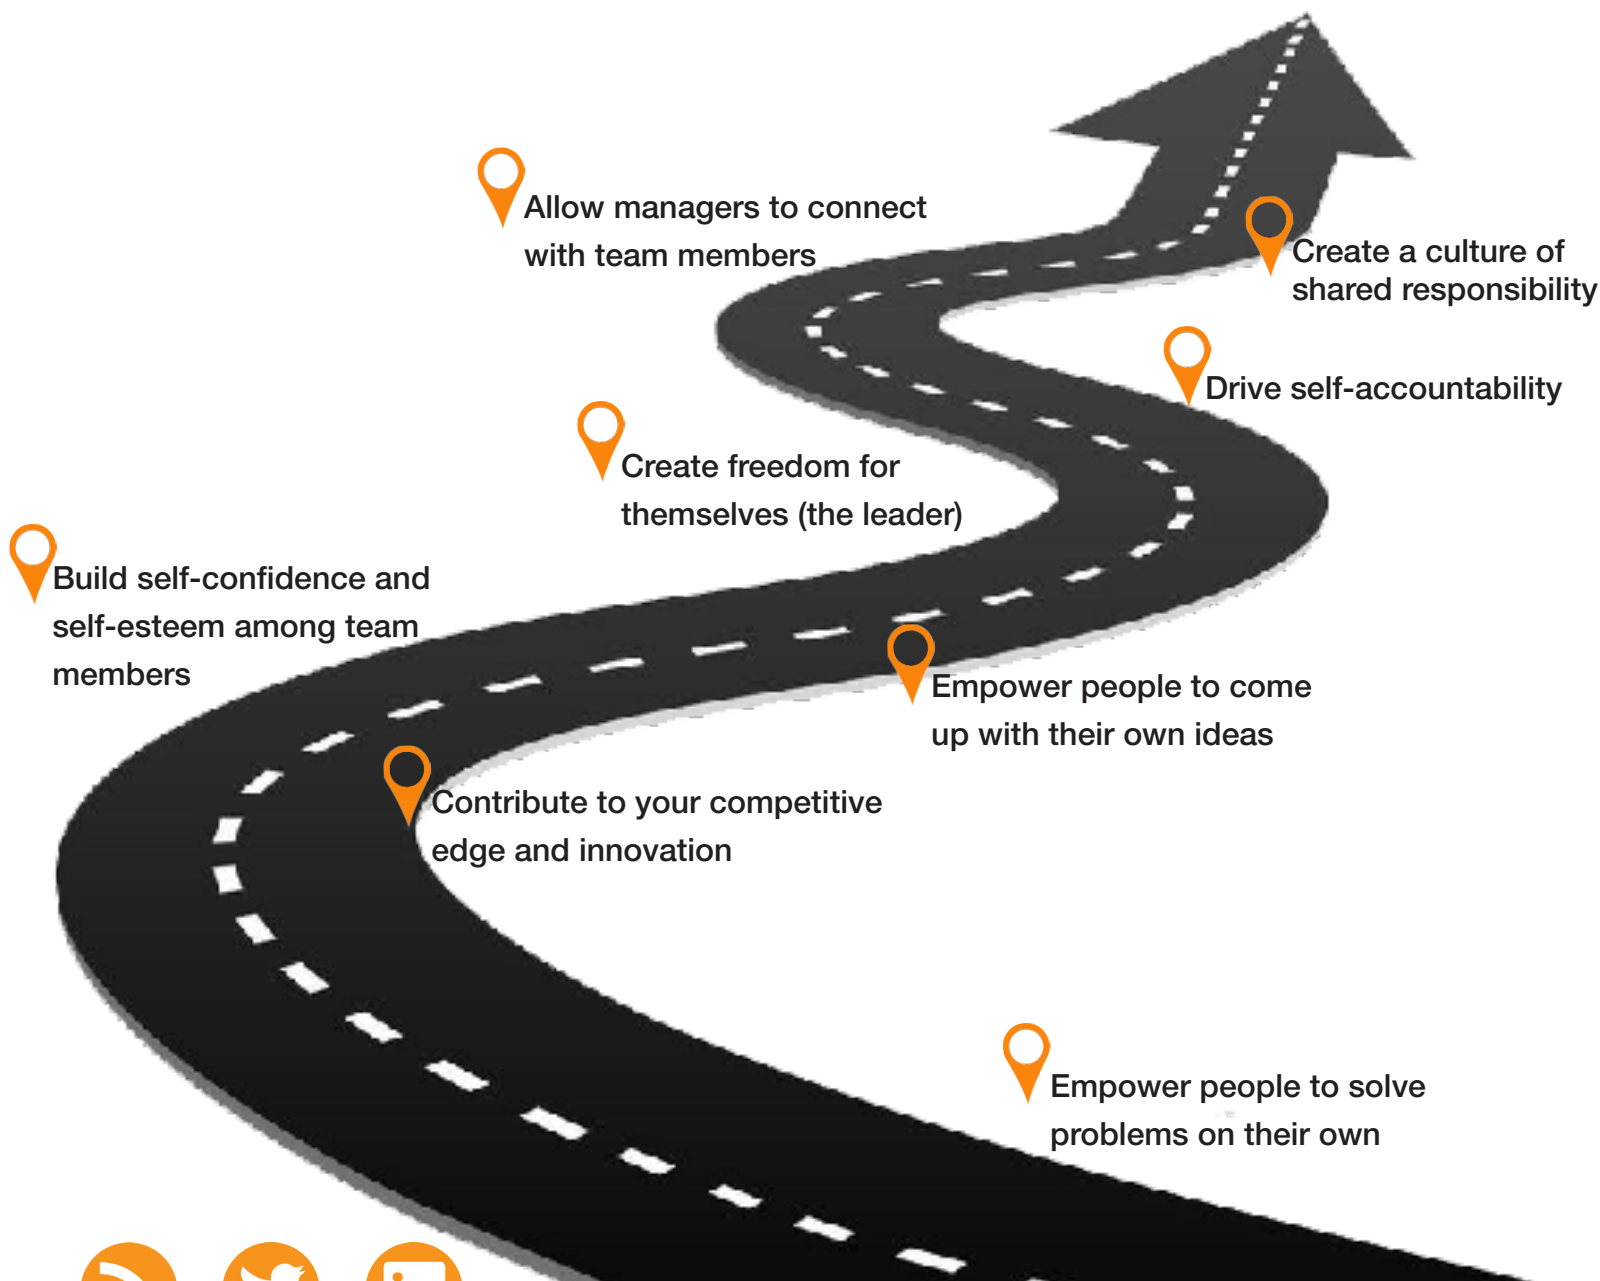 Allow managers to connect
with team members
Create a culture of
shared responsibility
Drive self-accountability
Create freedom for
themselves (the leader)
Build self-confidence and
self-esteem among team
members
Empower people to come
up with their own ideas
Contribute to your competitive
edge and innovation
Empower people to solve
problems on their own